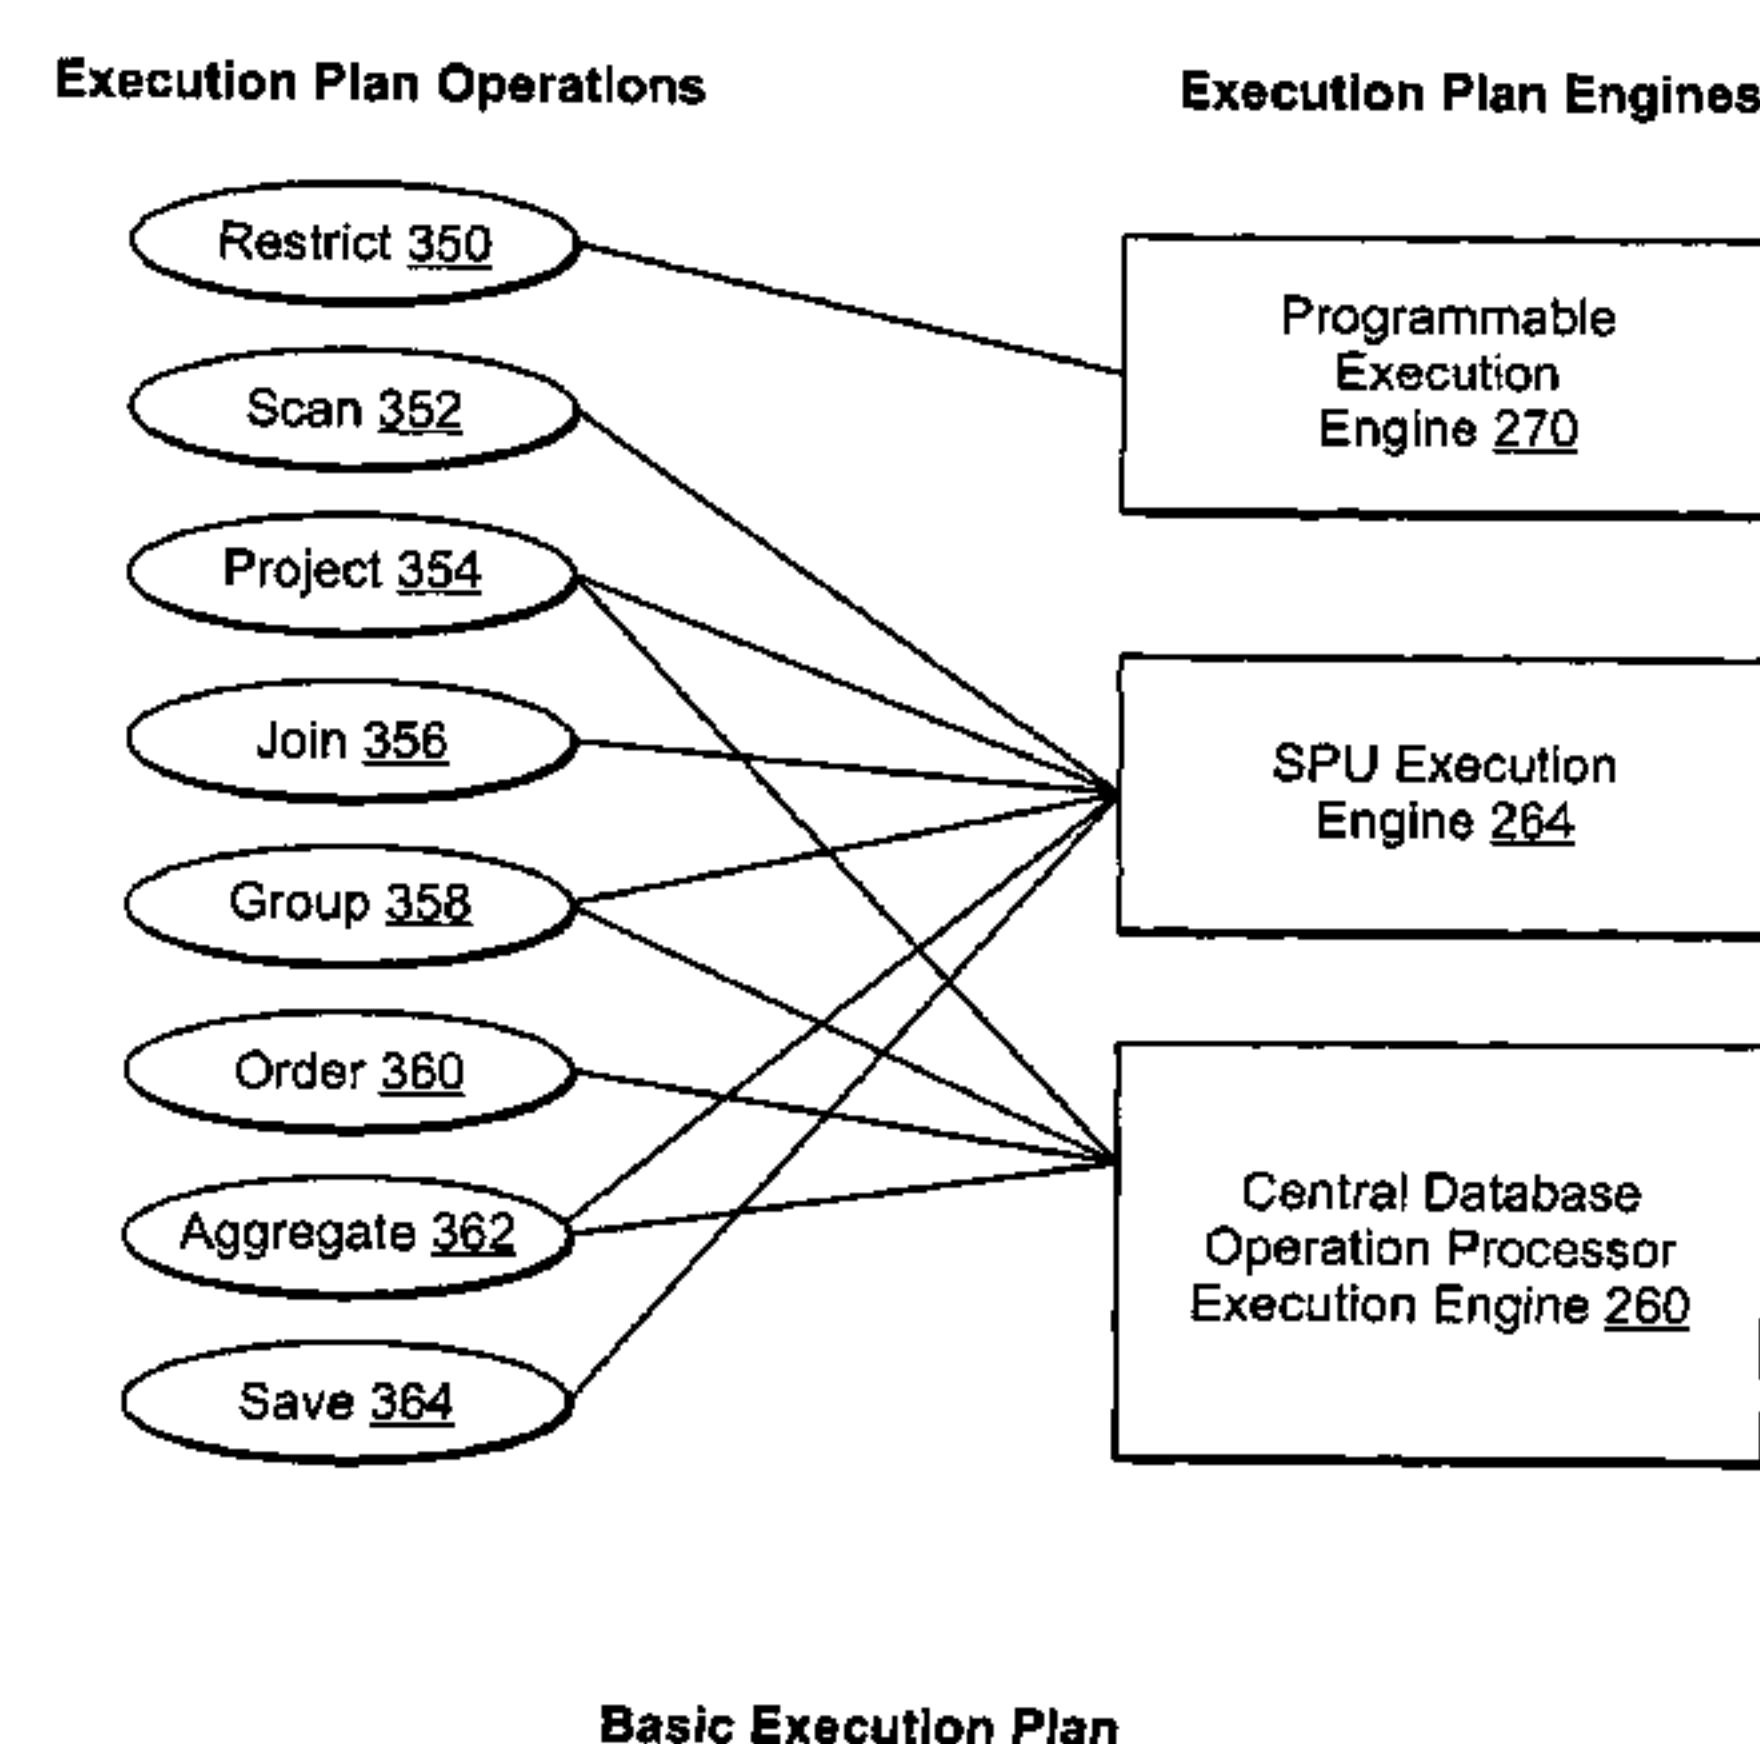 Execution Plan Operations
Execution Plan Engines
Restrict 350
Scan 352
Project 354
Join 356
Group 358
Order 360
Aggregate 362
Save 364
Programmable
Execution
Engine 270
SPU Execution
Engine 264
Central Database
Operation Processor
Execution Engine 260
Basic Execution Plan